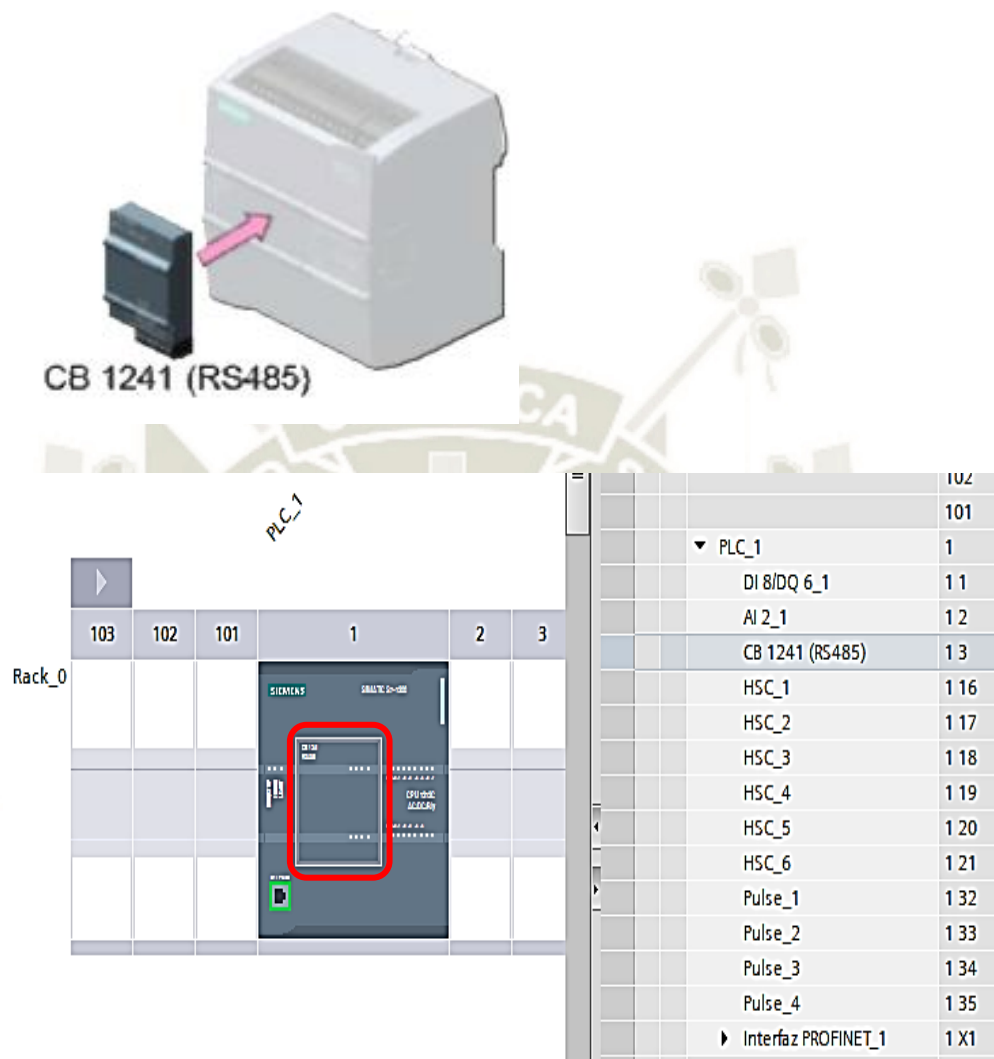 CB 1241 (RS485)
CA
PLC_1
103 102 101 1 2 3
Rack_0
SIEMENS
102
101
PLC_1 1
DI 8/DQ 6_1 1 1
AI 2_1 1 2
CB 1241 (RS485) 1 3
HSC_1 1 16
HSC_2 1 17
HSC_3 1 18
HSC_4 1 19
HSC_5 1 20
HSC_6 1 21
Pulse_1 1 32
Pulse_2 1 33
Pulse_3 1 34
Pulse_4 1 35
Interfaz PROFINET_1 1 X1